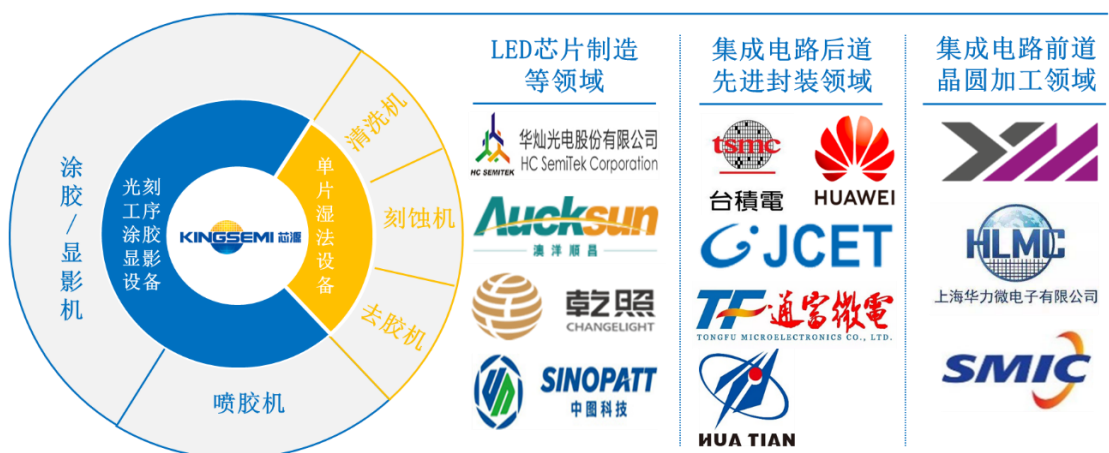 涂胶/显影机
喷胶机
清洗机
刻蚀机
去胶机
光刻
工序
涂胶
显影
设备
单片湿法设备
KINGSEMI 芯源
LED芯片制造
等领域
HC SEMITEK
华灿光电股份有限公司
HC SemiTek Corporation
Aucksun
澳洋順昌
乾照
CHANGELIGHT
SINOPATT
中图科技
集成电路后道
先进封装领域
tsmc
台積電
HUAWEI
JCET
TF 通富微電
TONGFU MICROELECTRONICS CO., LTD.
HUA TIAN
集成电路前道
晶圆加工领域
HLMC
上海华力微电子有限公司
SMIC